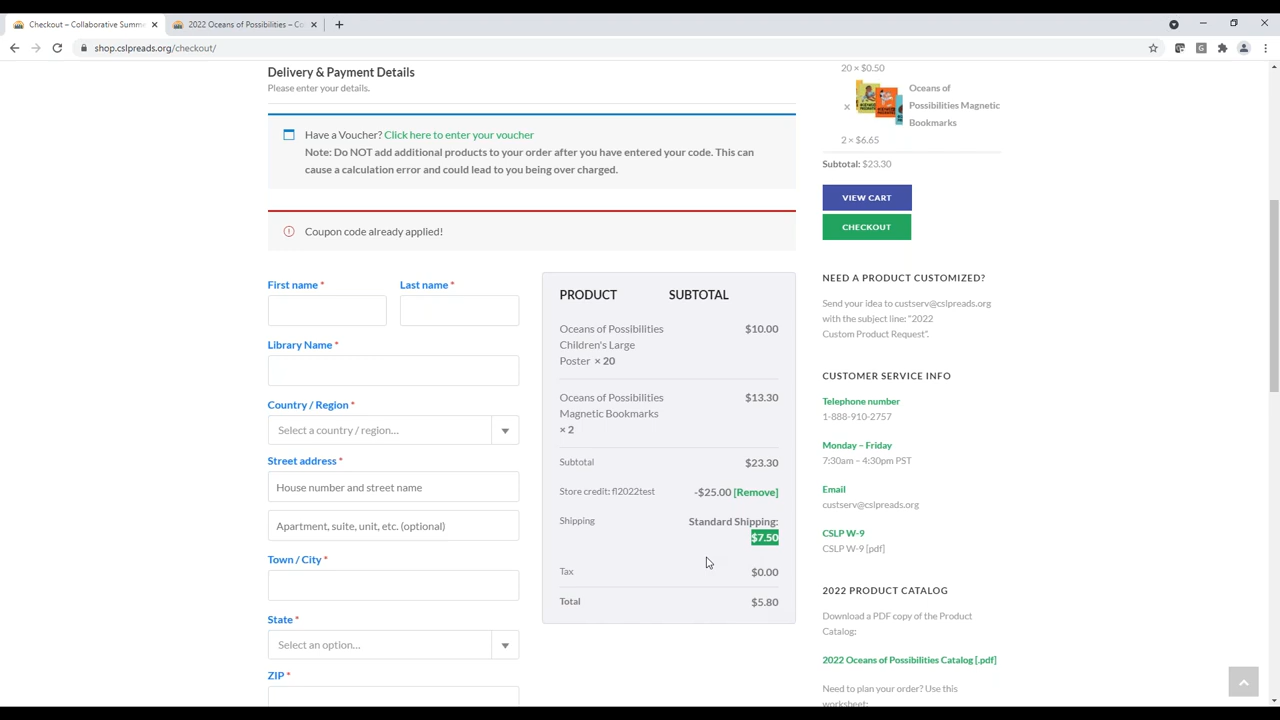 Checkout – Collaborative Summe
2022 Oceans of Possibilities – Co
shop.cslpreads.org/checkout/
Delivery & Payment Details
Please enter your details.
Have a Voucher? Click here to enter your voucher
Note: Do NOT add additional products to your order after you have entered your code. This can
cause a calculation error and could lead to you being over charged.
Coupon code already applied!
First name *
Last name *
Library Name *
Country / Region *
Select a country / region...
Street address *
House number and street name
Apartment, suite, unit, etc. (optional)
Town / City *
State *
Select an option...
ZIP *
PRODUCT
SUBTOTAL
Oceans of Possibilities
Children's Large
Poster × 20
$10.00
Oceans of Possibilities
Magnetic Bookmarks
× 2
$13.30
Subtotal
$23.30
Store credit: fl2022test
-$25.00 [Remove]
Shipping
Standard Shipping:
$7.50
Tax
$0.00
Total
$5.80
20 × $0.50
×
Oceans of
Possibilities Magnetic
Bookmarks
2 × $6.65
Subtotal: $23.30
VIEW CART
CHECKOUT
NEED A PRODUCT CUSTOMIZED?
Send your idea to custserv@cslpreads.org
with the subject line: "2022
Custom Product Request".
CUSTOMER SERVICE INFO
Telephone number
1-888-910-2757
Monday – Friday
7:30am – 4:30pm PST
Email
custserv@cslpreads.org
CSLP W-9
CSLP W-9 [pdf]
2022 PRODUCT CATALOG
Download a PDF copy of the Product
Catalog:
2022 Oceans of Possibilities Catalog [.pdf]
Need to plan your order? Use this
worksheet: